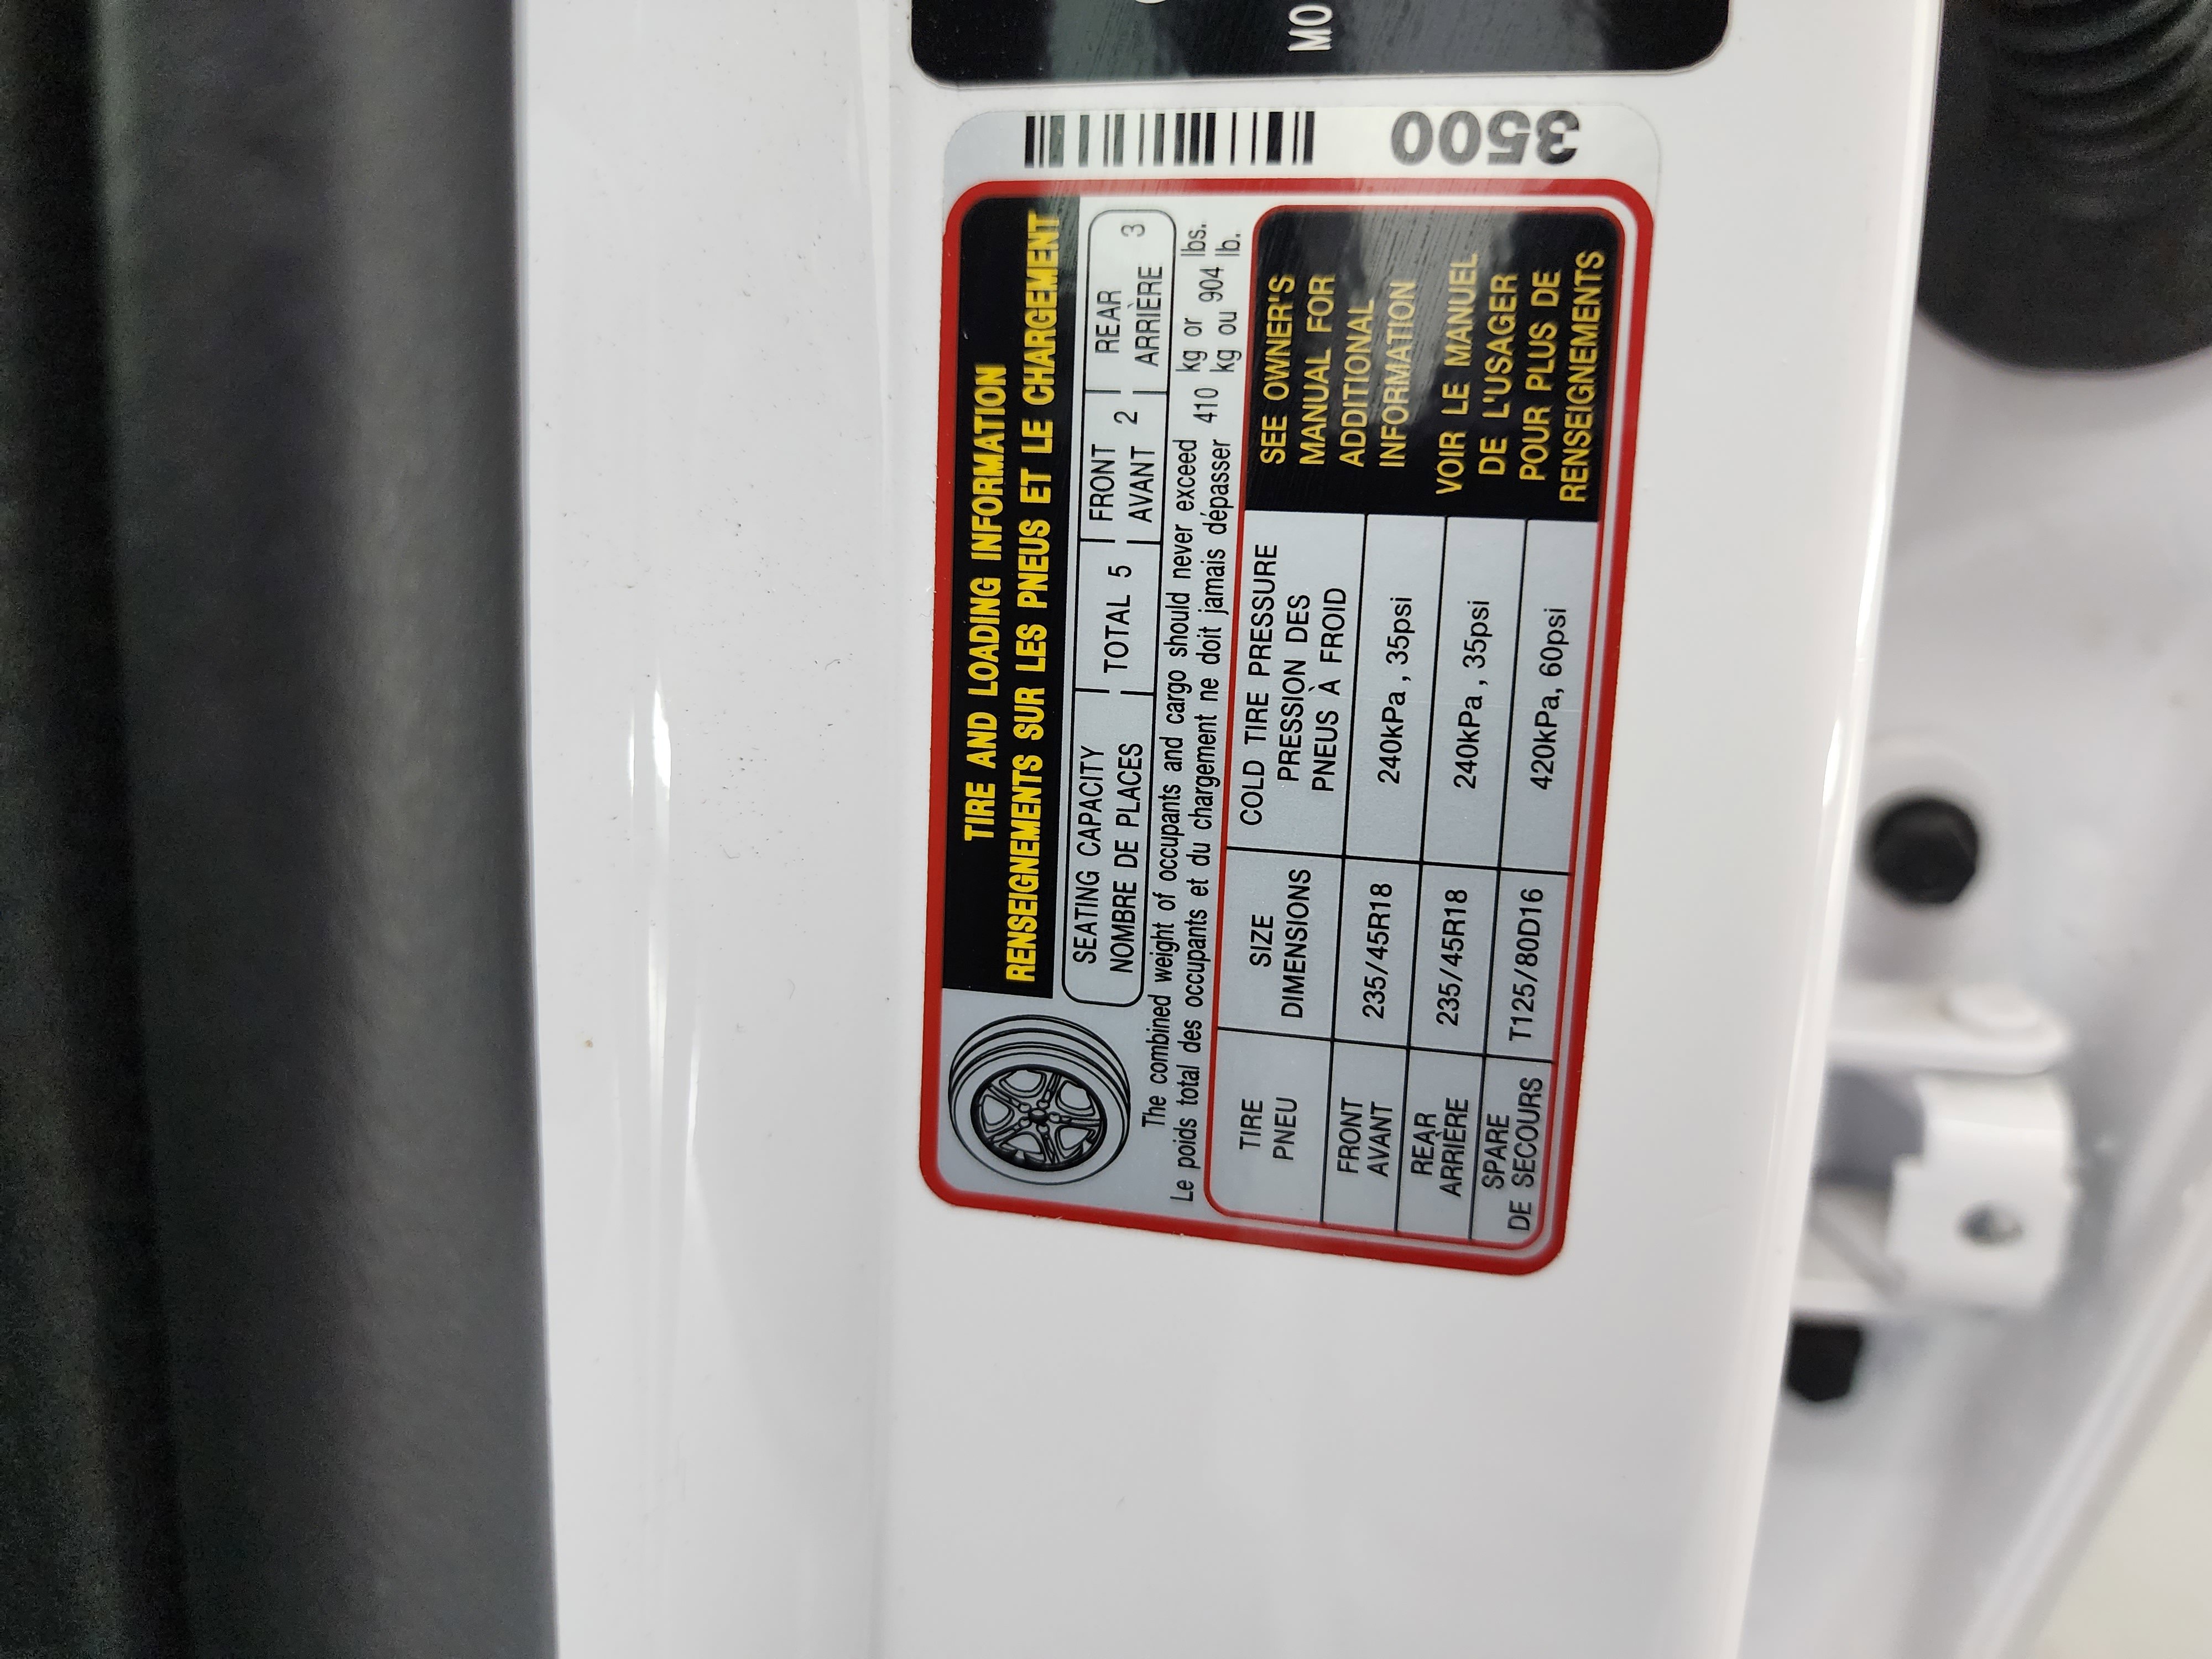 MO
3500
TIRE AND LOADING INFORMATION
RENSEIGNEMENTS SUR LES PNEUS ET LE CHARGEMENT
SEATING CAPACITY
NOMBRE DE PLACES
TOTAL 5
FRONT
AVANT 2
REAR
ARRIÈRE 3
The combined weight of occupants and cargo should never exceed 410 kg or lbs.
Le poids total des occupants et du chargement ne doit jamais dépasser kg ou 904 lb.
TIRE
PNEU
SIZE
DIMENSIONS
COLD TIRE PRESSURE
PRESSION DES
PNEUS À FROID
FRONT
AVANT
235/45R18
240kPa , 35psi
REAR
ARRIÈRE
235/45R18
240kPa , 35psi
SPARE
DE SECOURS
T125/80D16
420kPa, 60psi
SEE OWNER'S
MANUAL FOR
ADDITIONAL
INFORMATION
VOIR LE MANUEL
DE L'USAGER
POUR PLUS DE
RENSEIGNEMENTS